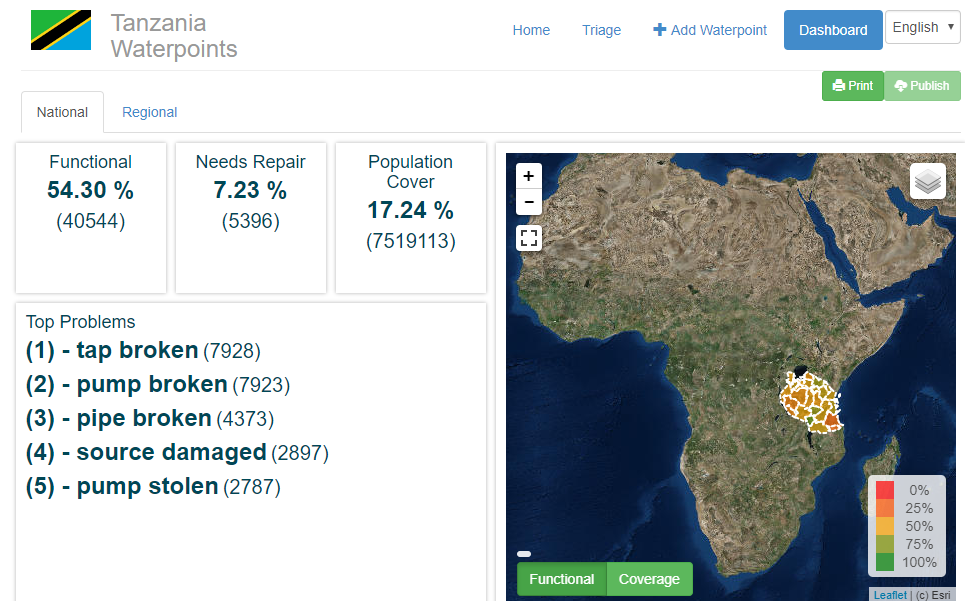 Tanzania
Waterpoints
Home
Triage
Add Waterpoint
Dashboard
English
Print
Publish
National
Regional
Functional
54.30 %
(40544)
Needs Repair
7.23 %
(5396)
Population
Cover
17.24 %
(7519113)
Top Problems
(1) - tap broken (7928)
(2) - pump broken (7923)
(3) - pipe broken (4373)
(4) - source damaged (2897)
(5) - pump stolen (2787)
+
−
0%
25%
50%
75%
100%
Functional
Coverage
Leaflet | (c) Esri